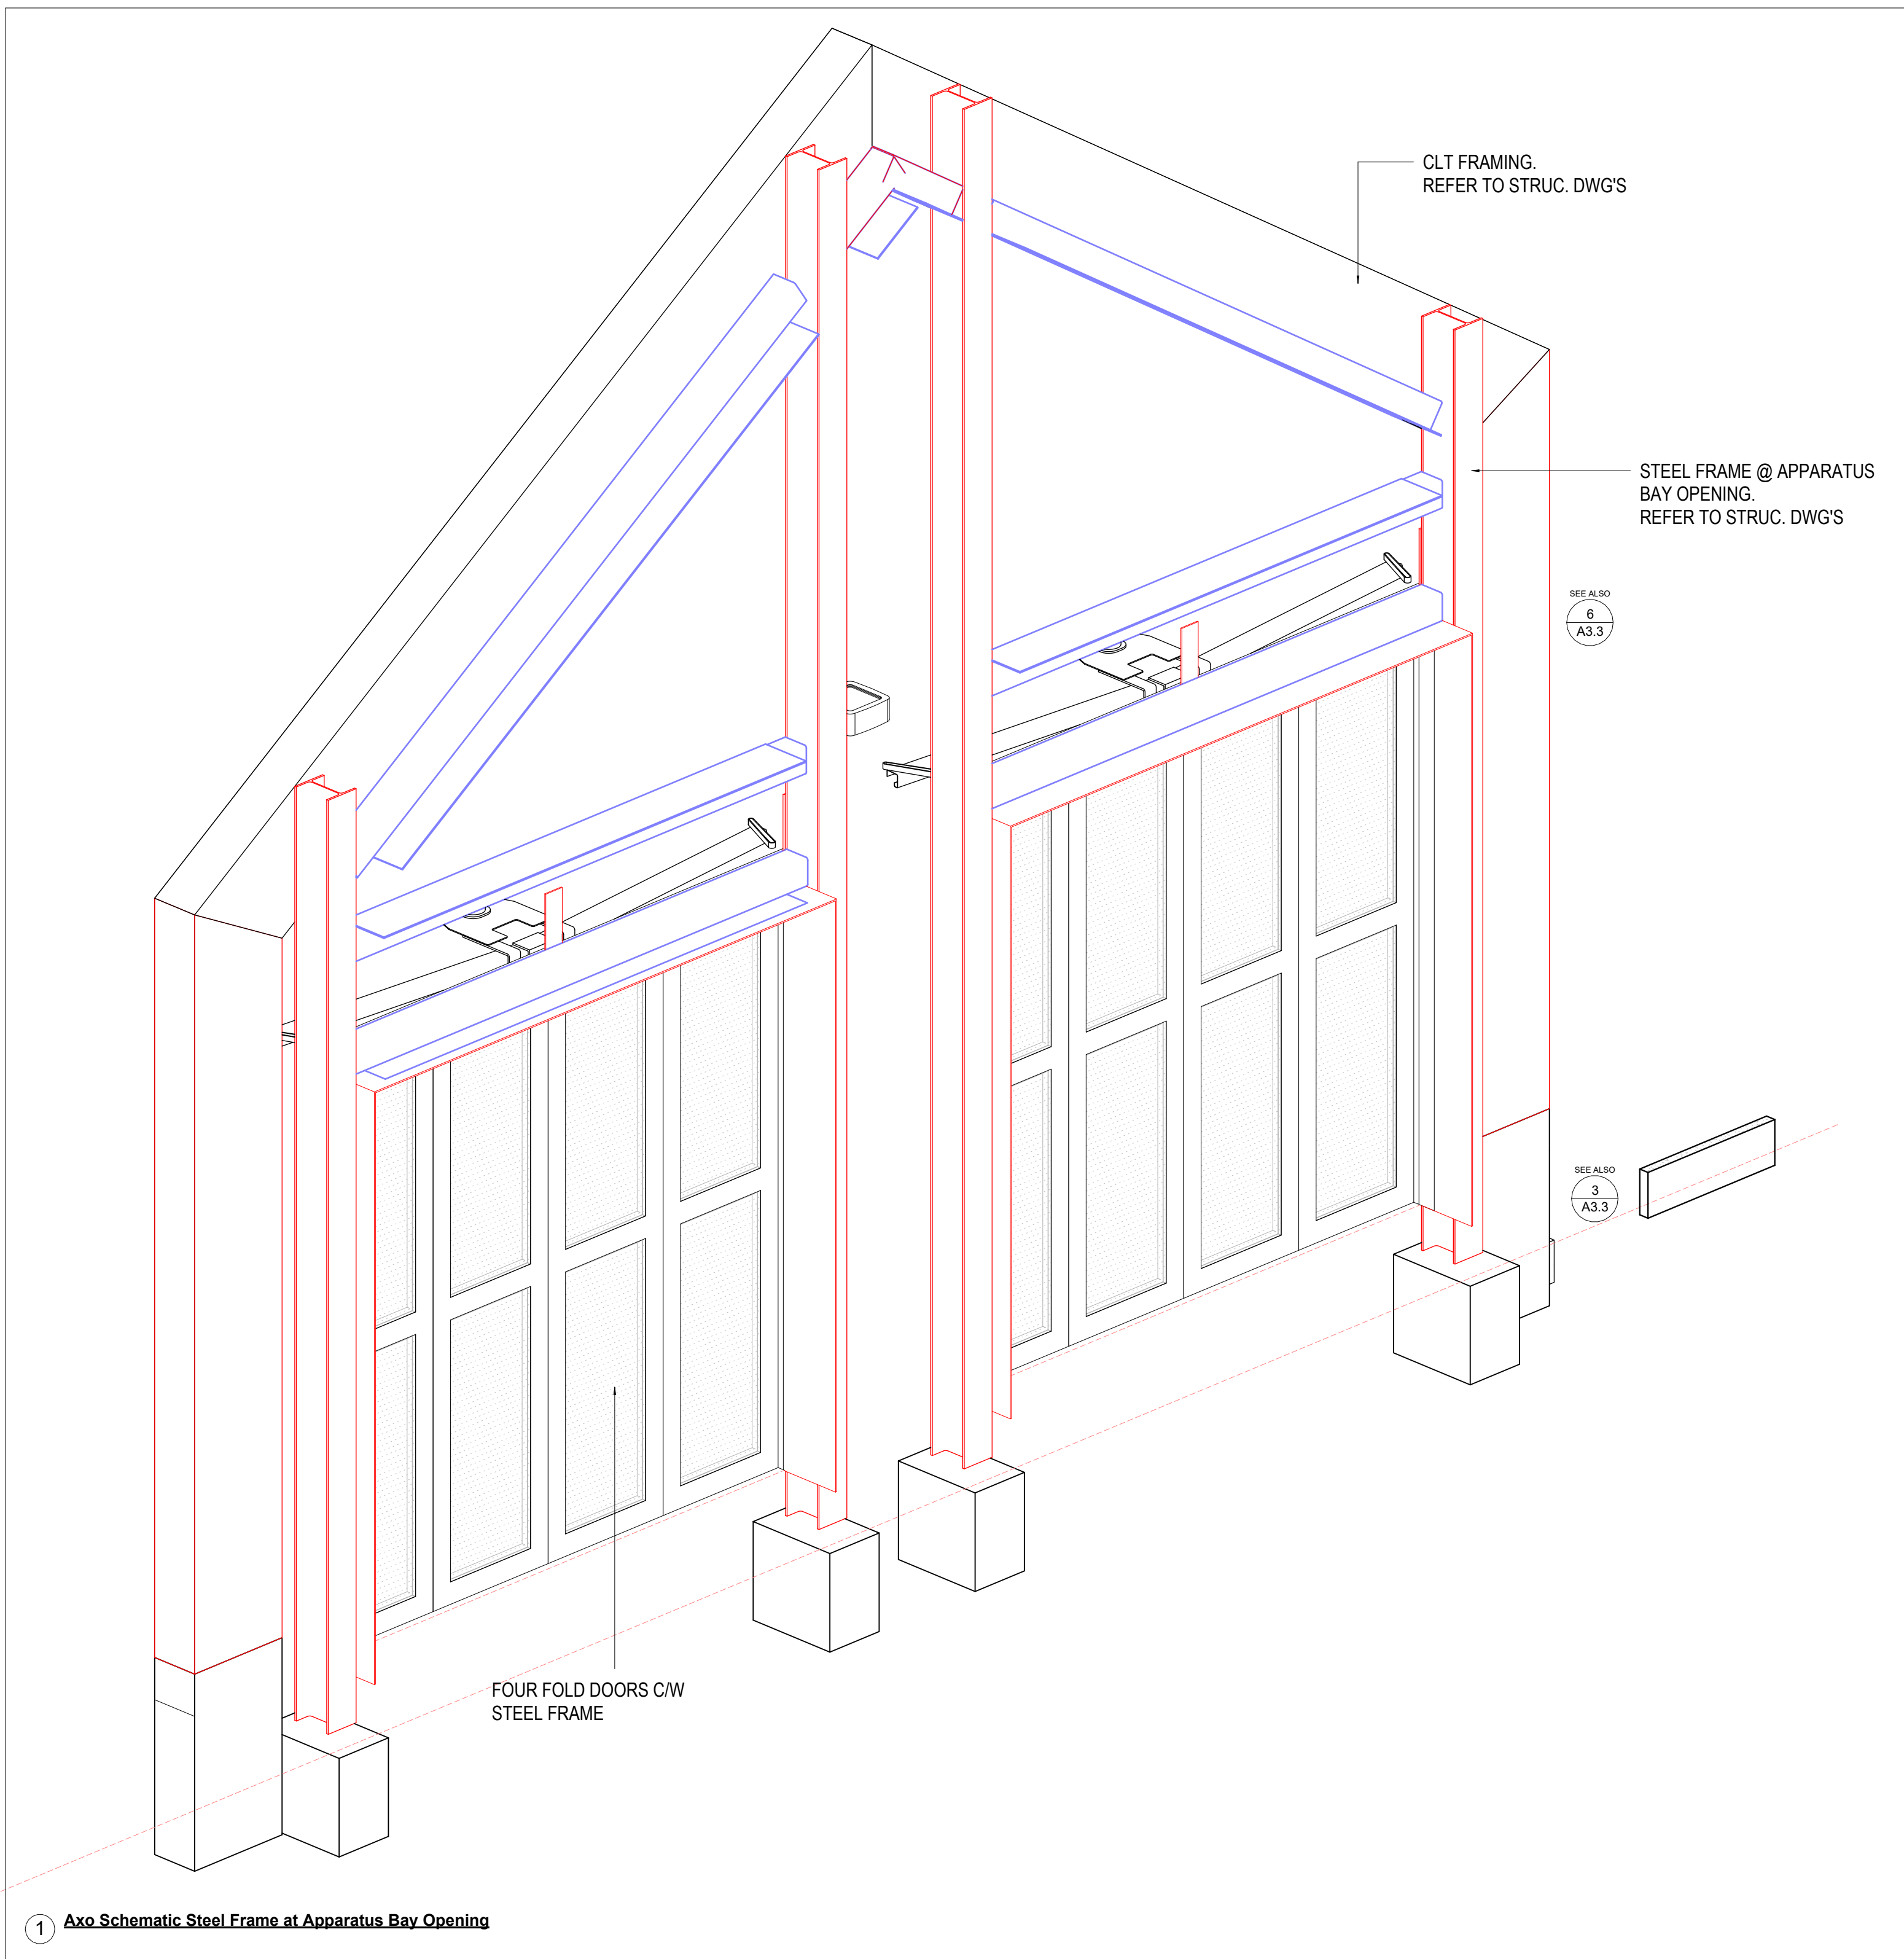 CLT FRAMING.
REFER TO STRUC. DWG'S
STEEL FRAME @ APPARATUS
BAY OPENING.
REFER TO STRUC. DWG'S
SEE ALSO
6
A3.3
SEE ALSO
3
A3.3
FOUR FOLD DOORS C/W
STEEL FRAME
1
Axo Schematic Steel Frame at Apparatus Bay Opening